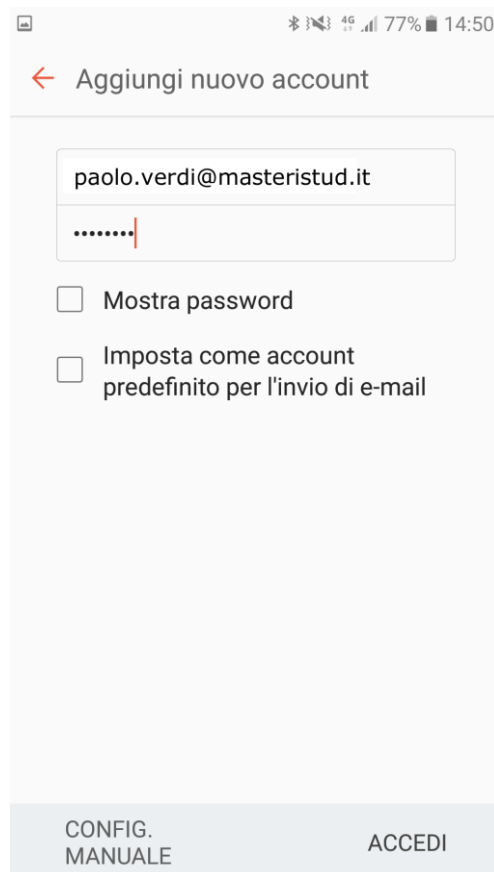 4G 77% 14:50
Aggiungi nuovo account
paolo.verdi@masteristud.it
••••••••
Mostra password
Imposta come account
predefinito per l'invio di e-mail
CONFIG.
MANUALE
ACCEDI